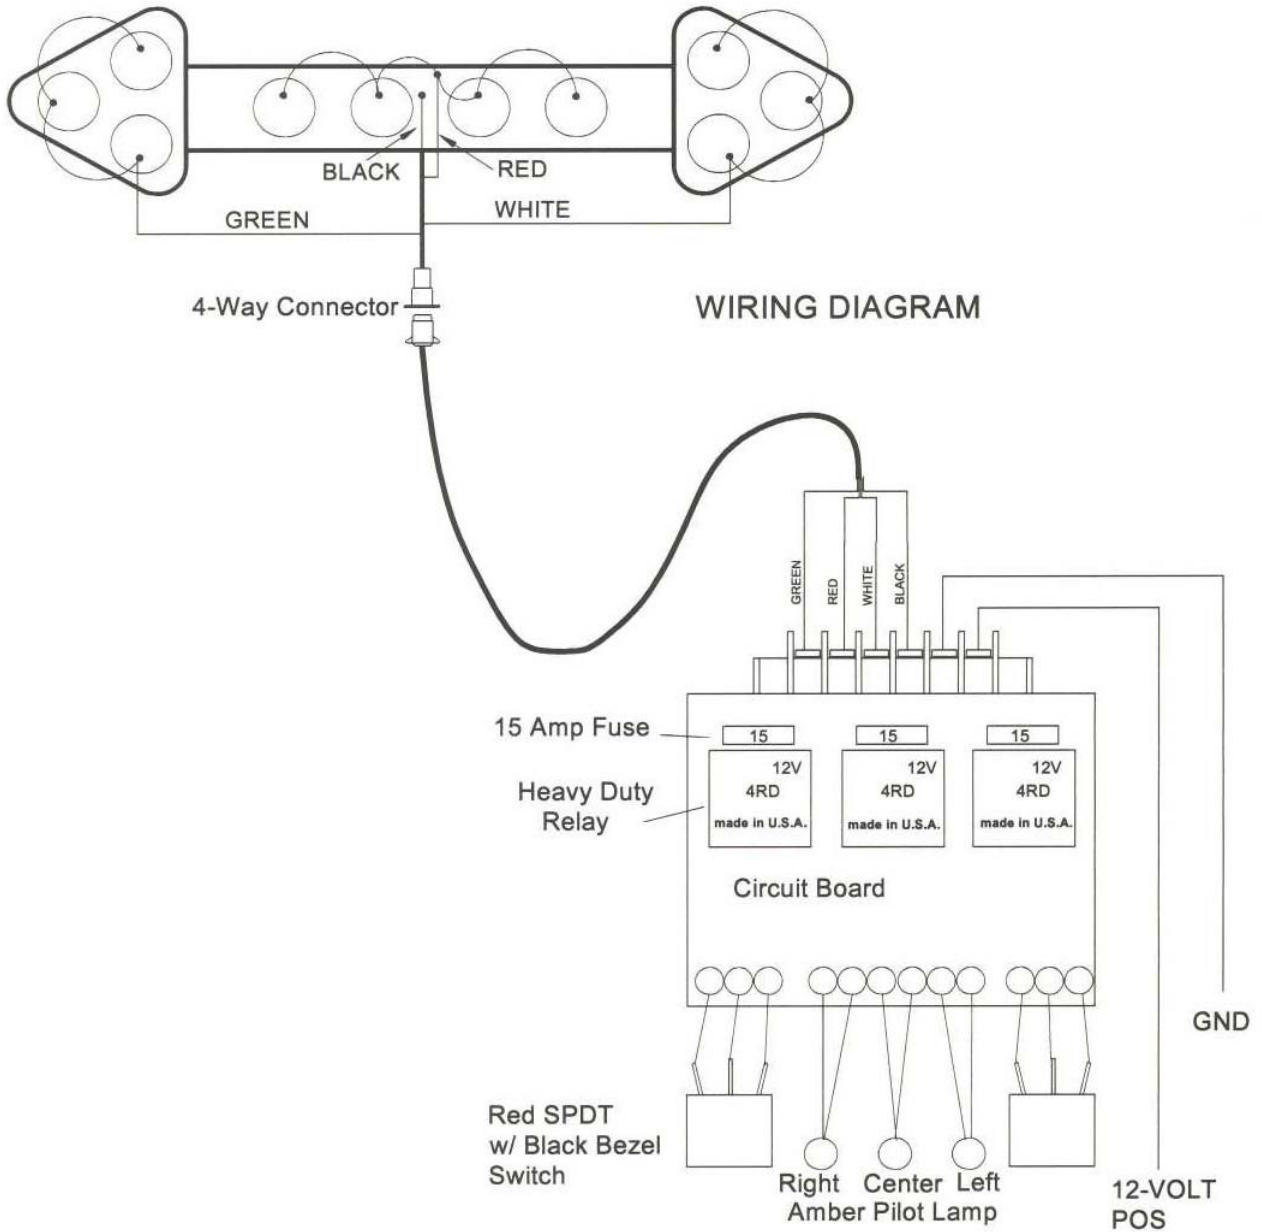 BLACK
RED
GREEN
WHITE
4-Way Connector
WIRING DIAGRAM
GREEN
RED
WHITE
BLACK
15 Amp Fuse
15
15
15
Heavy Duty
Relay
12V
4RD
made in U.S.A.
12V
4RD
made in U.S.A.
12V
4RD
made in U.S.A.
Circuit Board
GND
Red SPDT
w/ Black Bezel
Switch
Right
Center
Left
Amber Pilot Lamp
12-VOLT
POS